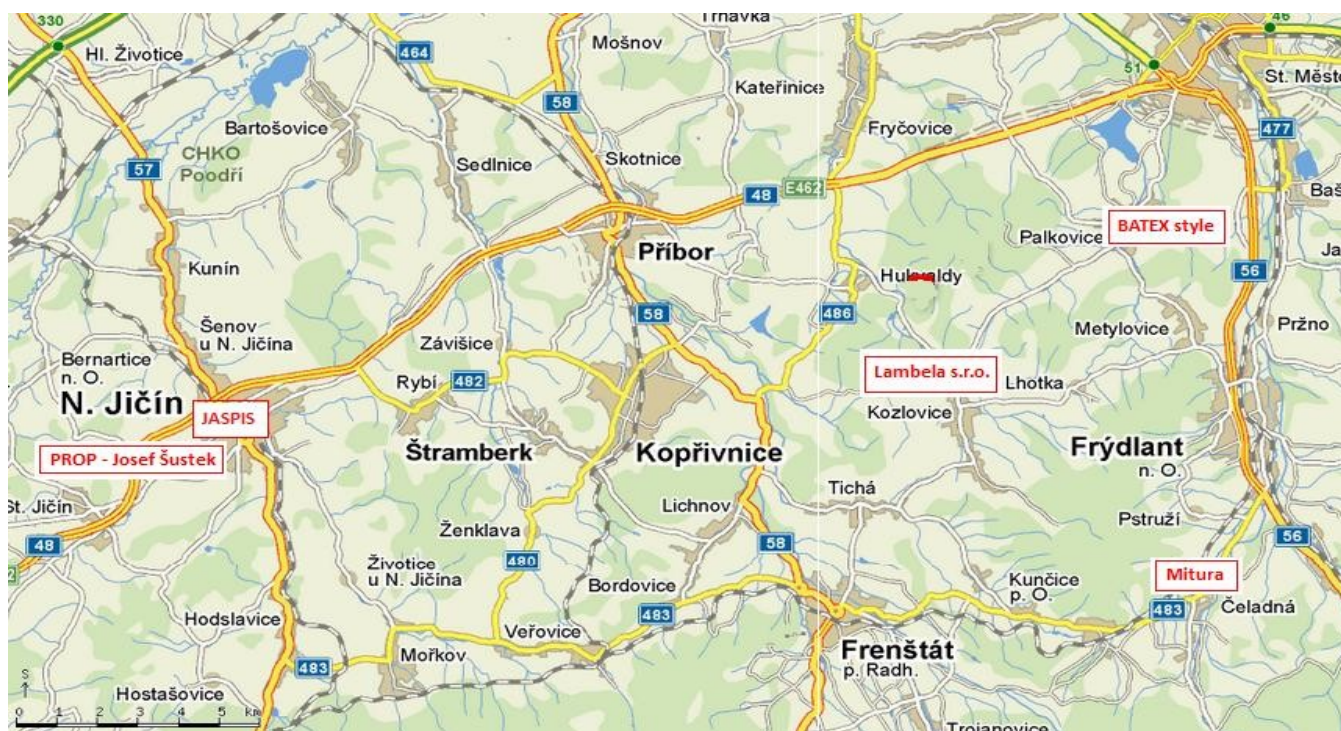 330
Hl. Životice
464
Mošnov
Trnávka
46
51
St. Měste
58
Kateřinice
Bartošovice
CHKO
Poodří
57
Sedlnice
Skotnice
Fryčovice
477
Baš
E462
48
BATEX style
Příbor
Palkovice
Ja
Kunín
Hukvaldy
56
58
486
Šenov
u N. Jičína
Závišice
Metylovice
Pržno
Bernartice
n. O.
Rybí
482
Lambela s.r.o.
Lhotka
N. Jičín
JASPIS
Kozlovice
PROP - Josef Šustek
Štramberk
Kopřivnice
Frýdlant
n. O.
St. Jičín
Lichnov
Tichá
Pstruží
48
Ženklava
58
56
480
Životice
u N. Jičína
Bordovice
Kunčice
p. O.
Mitura
Hodslavice
483
483
Čeladná
Veřovice
483
Mořkov
Frenštát
p. Radh.
Hostašovice
S
0 1 2 3 4 5 km
Trojanovice